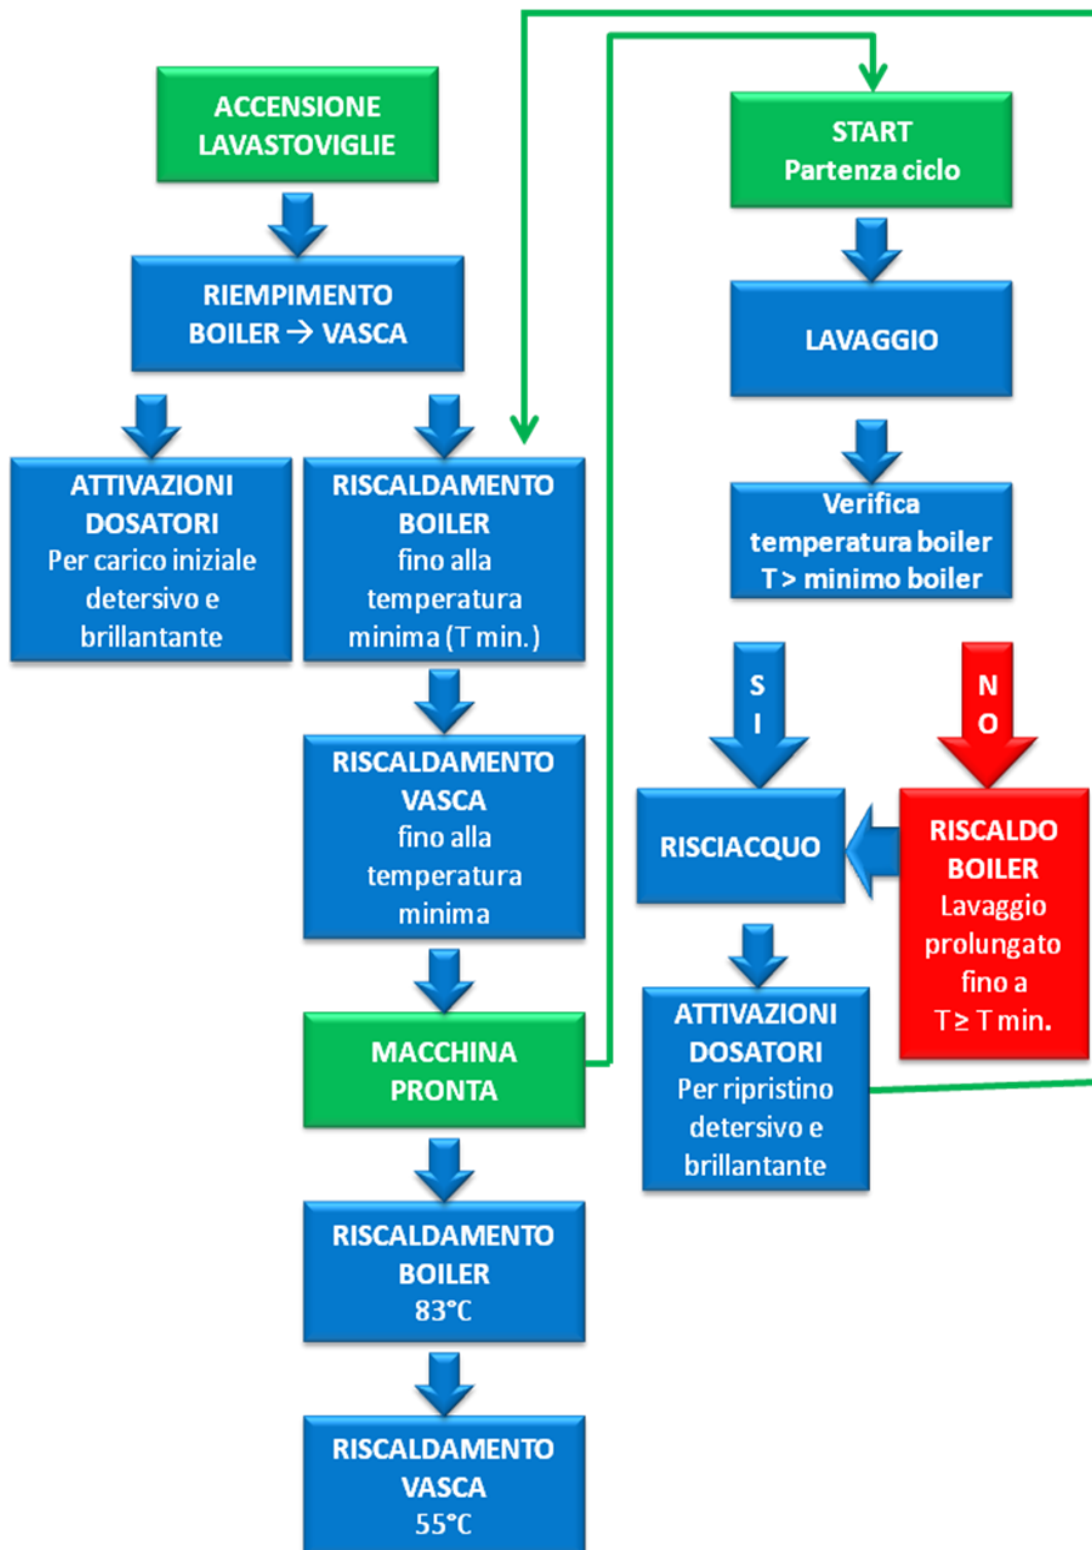 ACCENSIONE
LAVASTOVIGLIE
RIEMPIMENTO
BOILER → VASCA
ATTIVAZIONI
DOSATORI
Per carico iniziale
detersivo e
brillantante
RISCALDAMENTO
BOILER
fino alla
temperatura
minima (T min.)
RISCALDAMENTO
VASCA
fino alla
temperatura
minima
MACCHINA
PRONTA
RISCALDAMENTO
BOILER
83°C
RISCALDAMENTO
VASCA
55°C
START
Partenza ciclo
LAVAGGIO
Verifica
temperatura boiler
T > minimo boiler
S
I
N
O
RISCIACQUO
RISCALDO
BOILER
Lavaggio
prolungato
fino a
T ≥ T min.
ATTIVAZIONI
DOSATORI
Per ripristino
detersivo e
brillantante